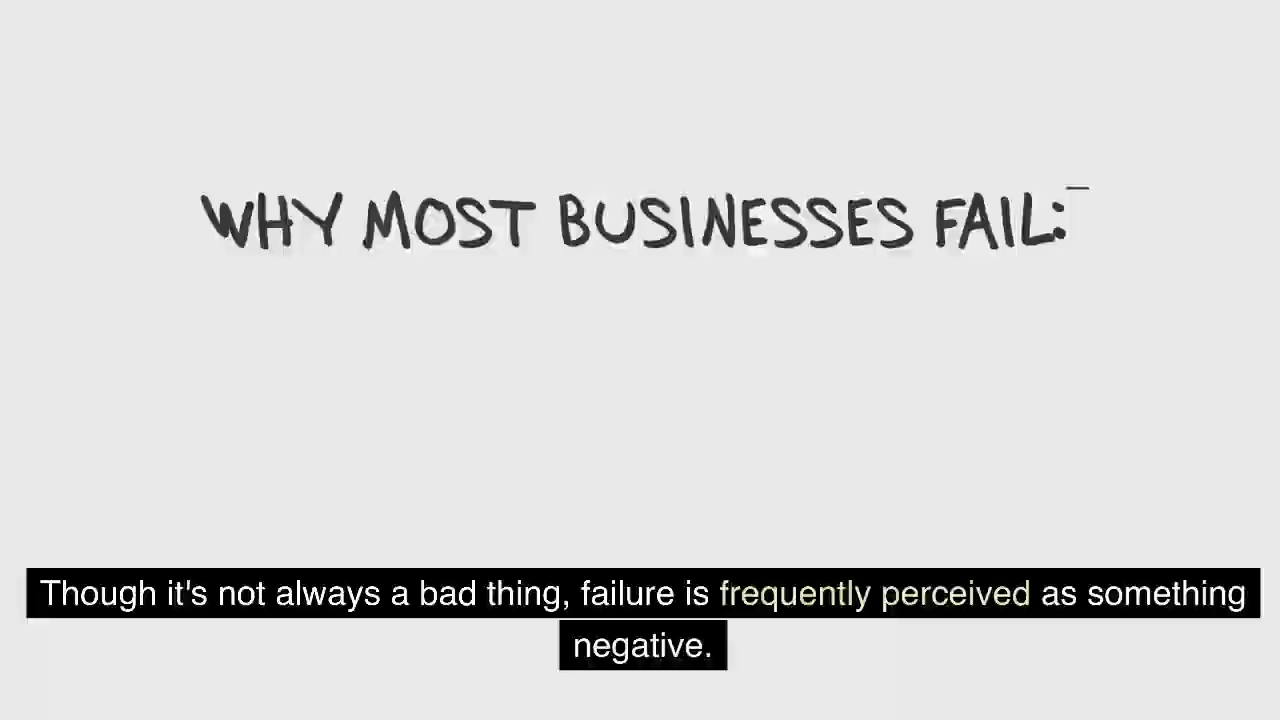 WHY MOST BUSINESSES FAIL:
Though it's not always a bad thing, failure is frequently perceived as something
negative.